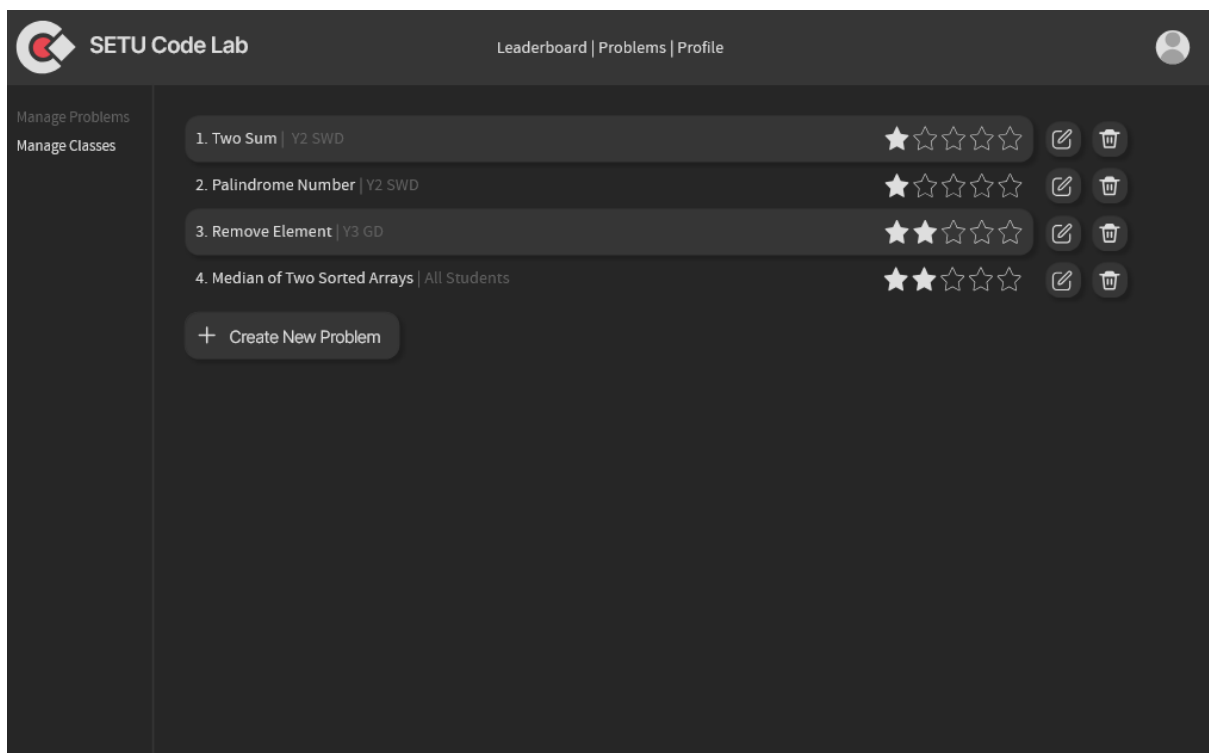 SETU Code Lab
Leaderboard | Problems | Profile
Manage Problems
Manage Classes
1. Two Sum | Y2 SWD
2. Palindrome Number | Y2 SWD
3. Remove Element | Y3 GD
4. Median of Two Sorted Arrays | All Students
+ Create New Problem